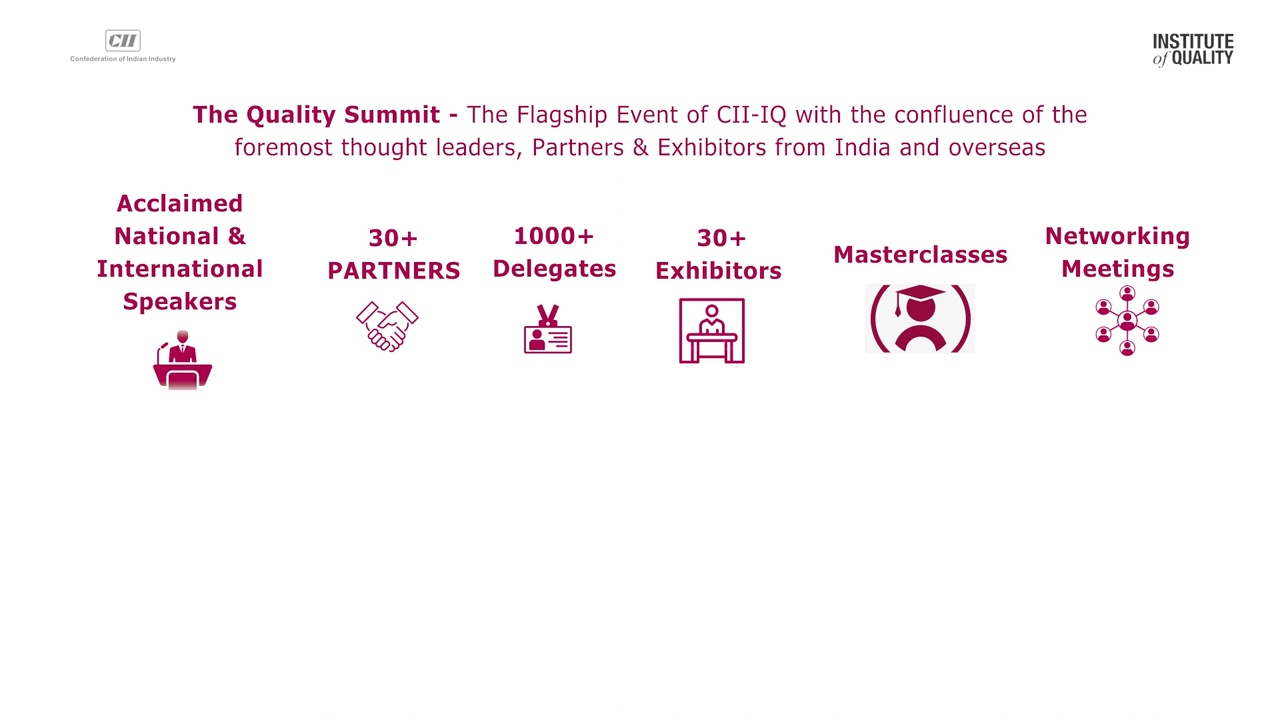 CII
Confederation of Indian Industry
INSTITUTE
of QUALITY
The Quality Summit - The Flagship Event of CII-IQ with the confluence of the
foremost thought leaders, Partners & Exhibitors from India and overseas
Acclaimed
National &
International
Speakers
30+
PARTNERS
1000+
Delegates
30+
Exhibitors
Masterclasses
Networking
Meetings